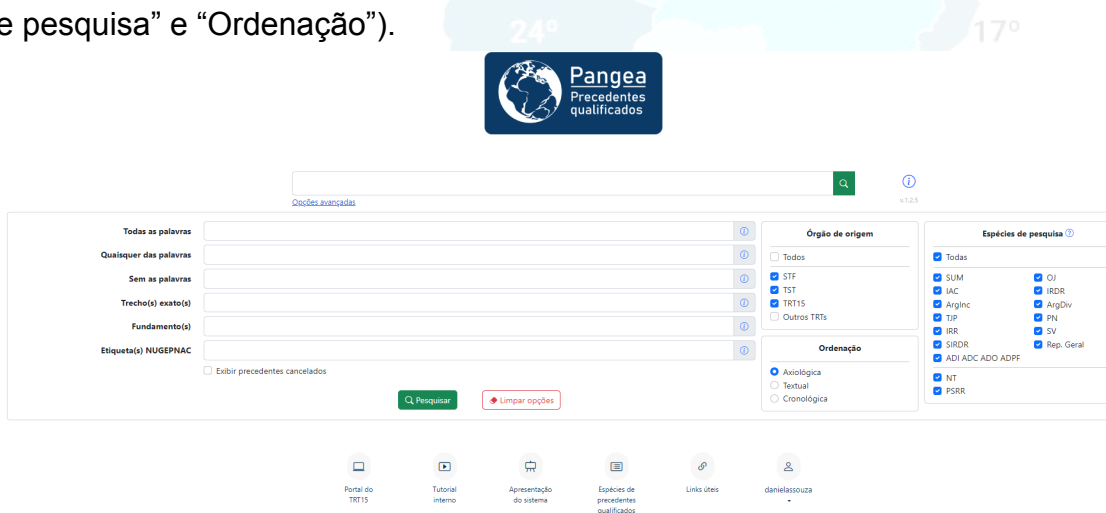 e pesquisa” e “Ordenação”).
24º
17º
Pangea
Precedentes
qualificados
Opções avançadas
v.1.2.5
Todas as palavras
Quaisquer das palavras
Sem as palavras
Trecho(s) exato(s)
Fundamento(s)
Etiqueta(s) NUGEPNAC
Exibir precedentes cancelados
Pesquisar
Limpar opções
Órgão de origem
Todos
STF
TST
TRT15
Outros TRTs
Ordenação
Axiológica
Textual
Cronológica
Espécies de pesquisa
Todas
SUM
OJ
IAC
IRDR
ArgInc
ArgDiv
TJP
PN
IRR
SV
SIRDR
Rep. Geral
ADI ADC ADO ADPF
NT
PSRR
Portal do
TRT15
Tutorial
interno
Apresentação
do sistema
Espécies de
precedentes
qualificados
Links úteis
danielassouza